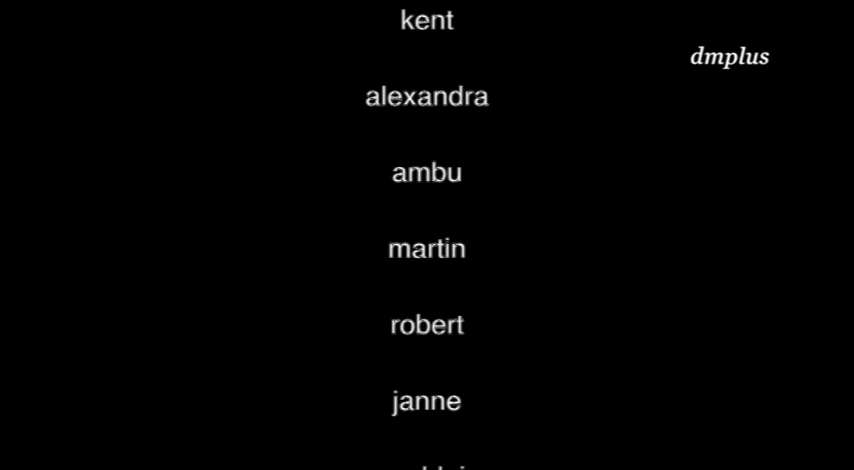 kent
dmplus
alexandra
ambu
martin
robert
janne